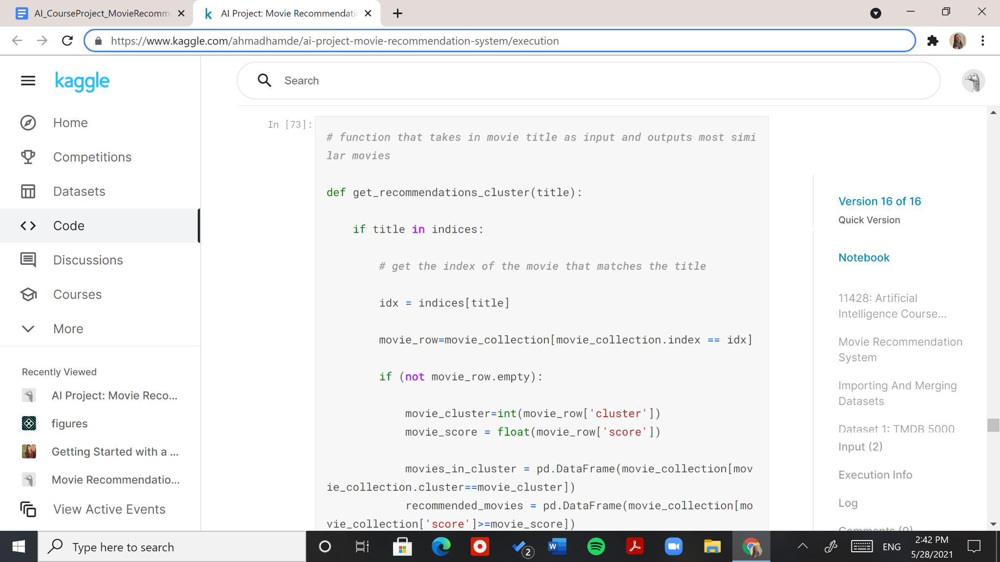 AI_CourseProject_MovieRecomm
AI Project: Movie Recommendati
https://www.kaggle.com/ahmadhamde/ai-project-movie-recommendation-system/execution
kaggle
Search
Home
Competitions
Datasets
Code
Discussions
Courses
More
Recently Viewed
AI Project: Movie Reco...
figures
Getting Started with a ...
Movie Recommendatio...
View Active Events
In [73]:
# function that takes in movie title as input and outputs most simi
lar movies
def get_recommendations_cluster(title):
if title in indices:
# get the index of the movie that matches the title
idx = indices[title]
movie_row=movie_collection[movie_collection.index == idx]
if (not movie_row.empty):
movie_cluster=int(movie_row['cluster'])
movie_score = float(movie_row['score'])
movies_in_cluster = pd.DataFrame(movie_collection[mov
ie_collection.cluster==movie_cluster])
recommended_movies = pd.DataFrame(movie_collection[mo
vie_collection['score']>=movie_score])
Version 16 of 16
Quick Version
Notebook
11428: Artificial
Intelligence Course...
Movie Recommendation
System
Importing And Merging
Datasets
Dataset 1: TMDB 5000
Input (2)
Execution Info
Log
Comments (0)
Type here to search
2
ENG
2:42 PM
5/28/2021